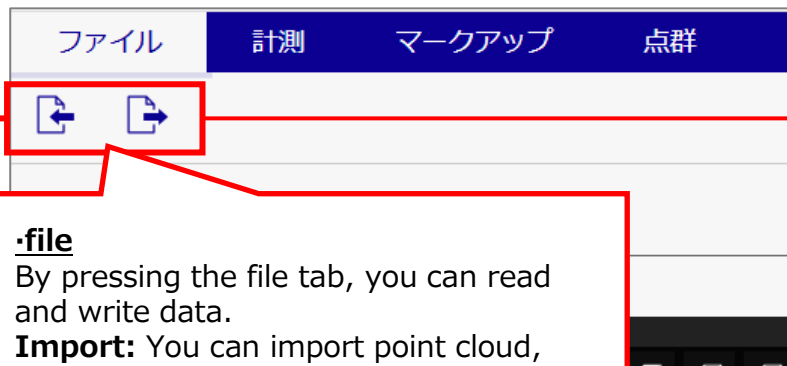 ファイル 計測 マークアップ 点群
·file
By pressing the file tab, you can read
and write data.
Import: You can import point cloud,